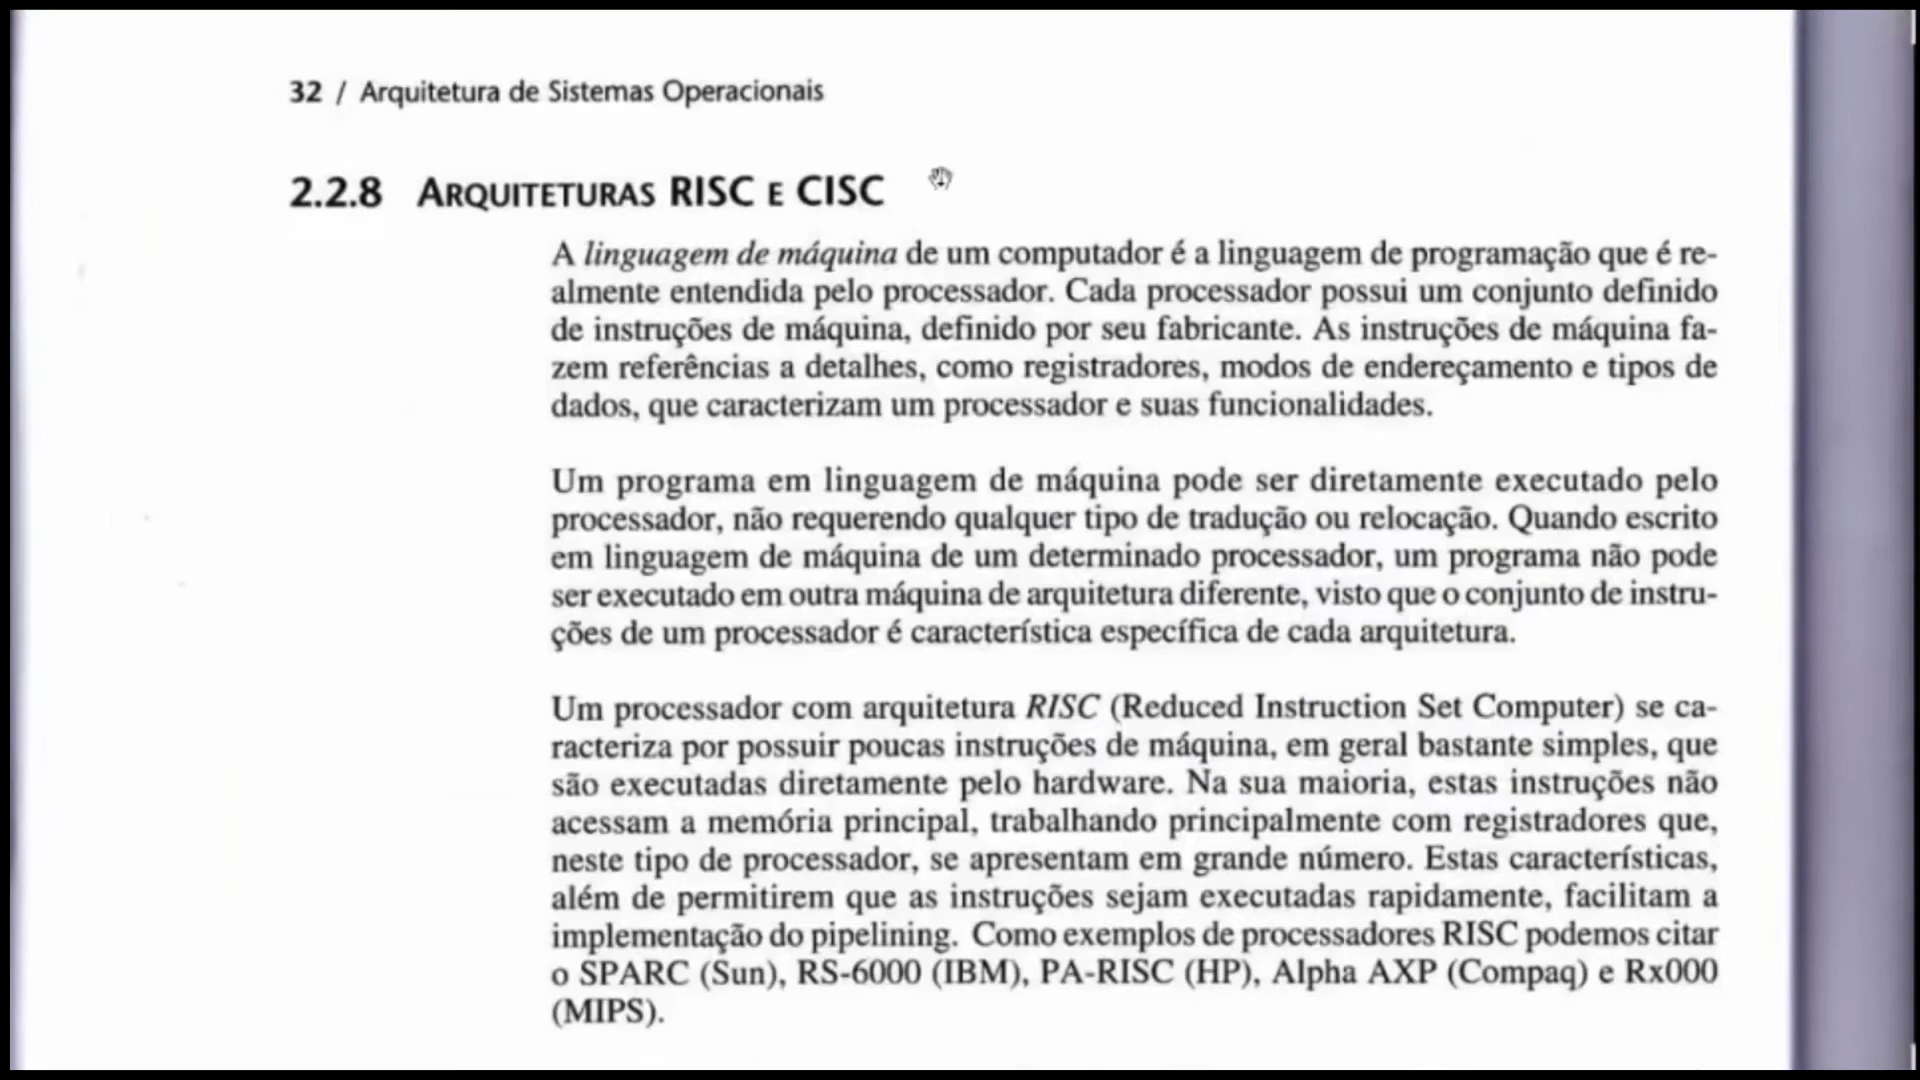 32 / Arquitetura de Sistemas Operacionais
2.2.8 ARQUITETURAS RISC E CISC
A linguagem de máquina de um computador é a linguagem de programação que é re-
almente entendida pelo processador. Cada processador possui um conjunto definido
de instruções de máquina, definido por seu fabricante. As instruções de máquina fa-
zem referências a detalhes, como registradores, modos de endereçamento e tipos de
dados, que caracterizam um processador e suas funcionalidades.
Um programa em linguagem de máquina pode ser diretamente executado pelo
processador, não requerendo qualquer tipo de tradução ou relocação. Quando escrito
em linguagem de máquina de um determinado processador, um programa não pode
ser executado em outra máquina de arquitetura diferente, visto que o conjunto de instru-
ções de um processador é característica específica de cada arquitetura.
Um processador com arquitetura RISC (Reduced Instruction Set Computer) se ca-
racteriza por possuir poucas instruções de máquina, em geral bastante simples, que
são executadas diretamente pelo hardware. Na sua maioria, estas instruções não
acessam a memória principal, trabalhando principalmente com registradores que,
neste tipo de processador, se apresentam em grande número. Estas características,
além de permitirem que as instruções sejam executadas rapidamente, facilitam a
implementação do pipelining. Como exemplos de processadores RISC podemos citar
o SPARC (Sun), RS-6000 (IBM), PA-RISC (HP), Alpha AXP (Compaq) e Rx000
(MIPS).